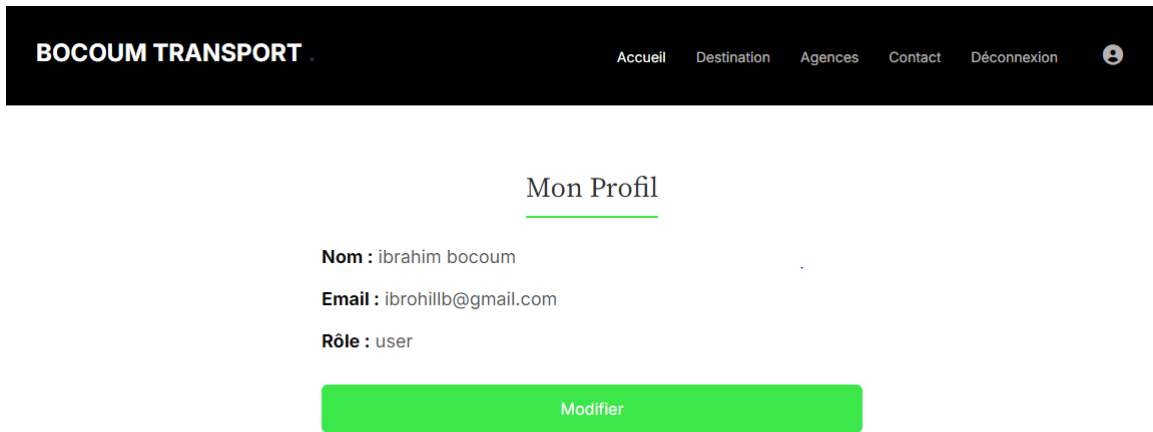 BOCOUM TRANSPORT .
Accueil Destination Agences Contact Déconnexion
Mon Profil
Nom : ibrahim bocoum
Email : ibrohillb@gmail.com
Rôle : user
Modifier